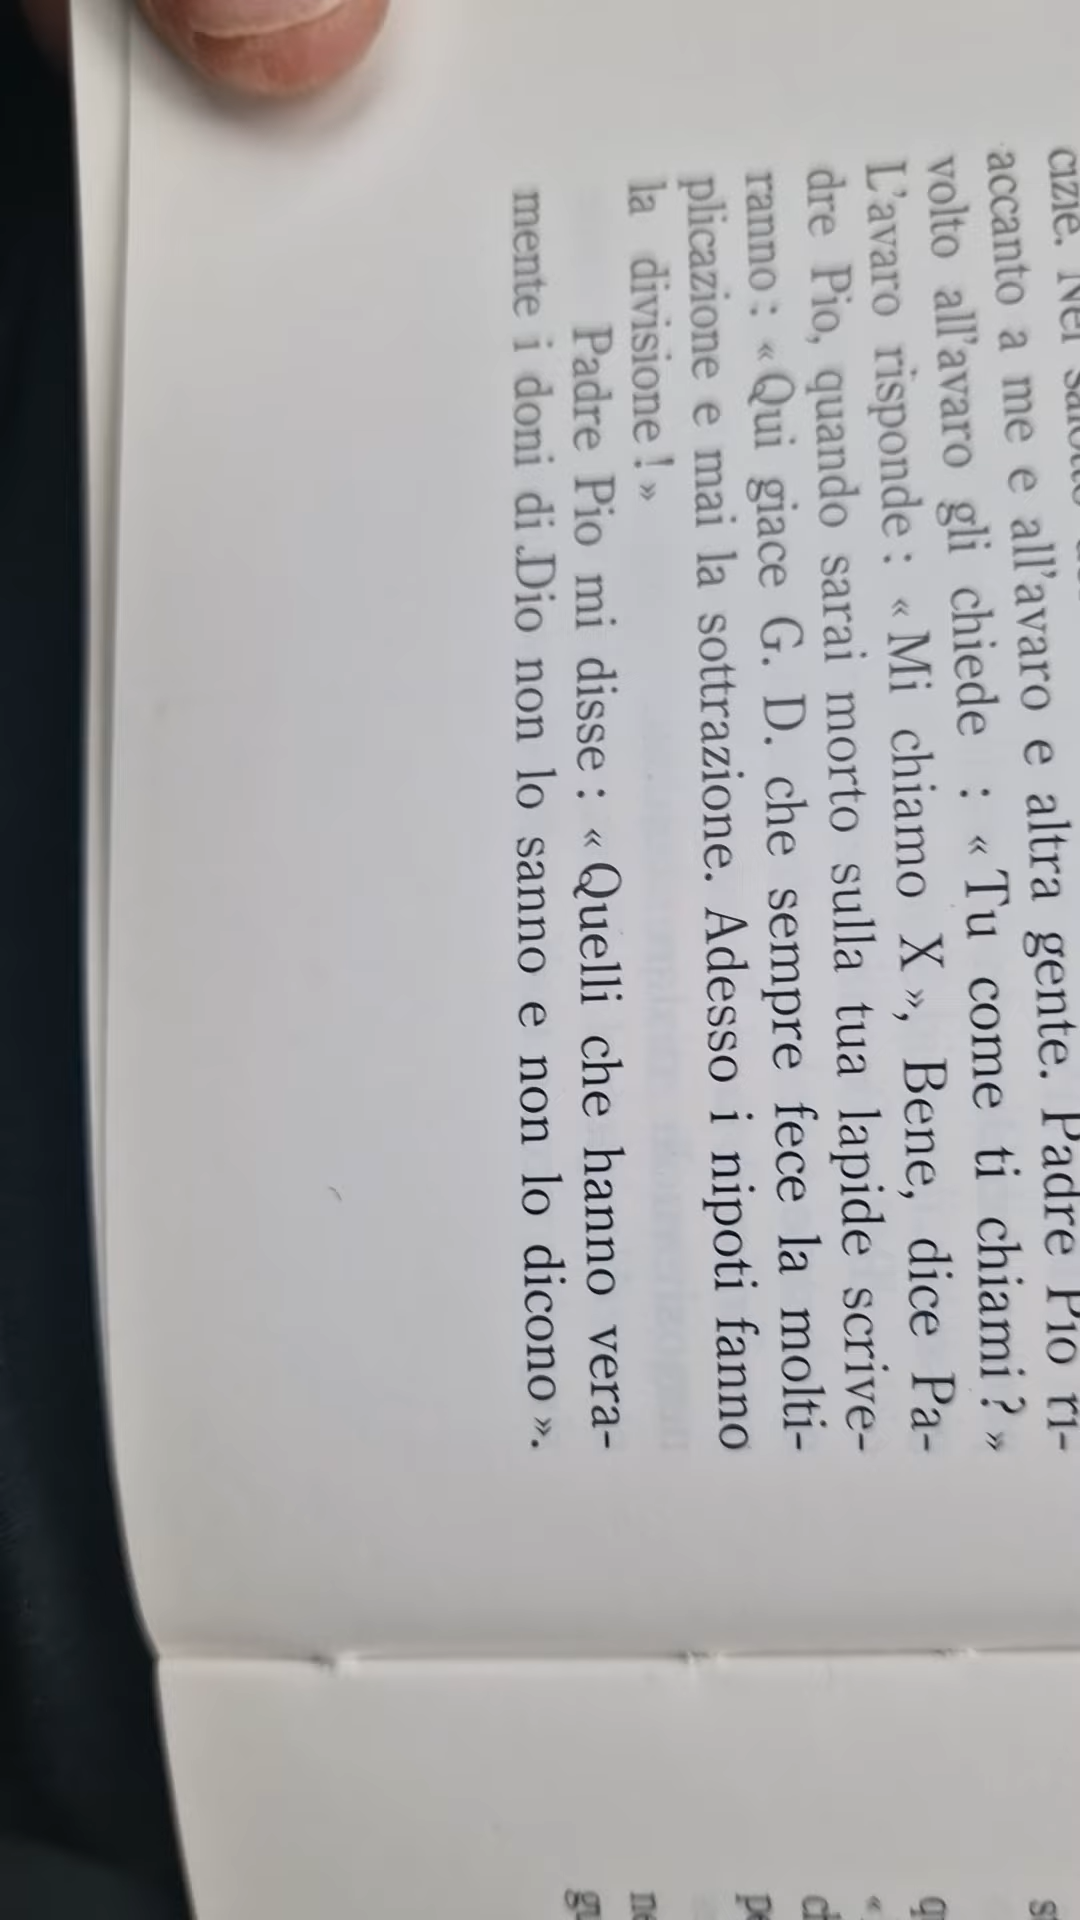 cizie. Nel salotto
accanto a me e all'avaro e altra gente. Padre Pio ri-
volto all'avaro gli chiede : « Tu come ti chiami ? »
L'avaro risponde : « Mi chiamo X », Bene, dice Pa-
dre Pio, quando sarai morto sulla tua lapide scrive-
ranno : « Qui giace G. D. che sempre fece la molti-
plicazione e mai la sottrazione. Adesso i nipoti fanno
la divisione ! »
Padre Pio mi disse : « Quelli che hanno vera-
mente i doni di Dio non lo sanno e non lo dicono ».